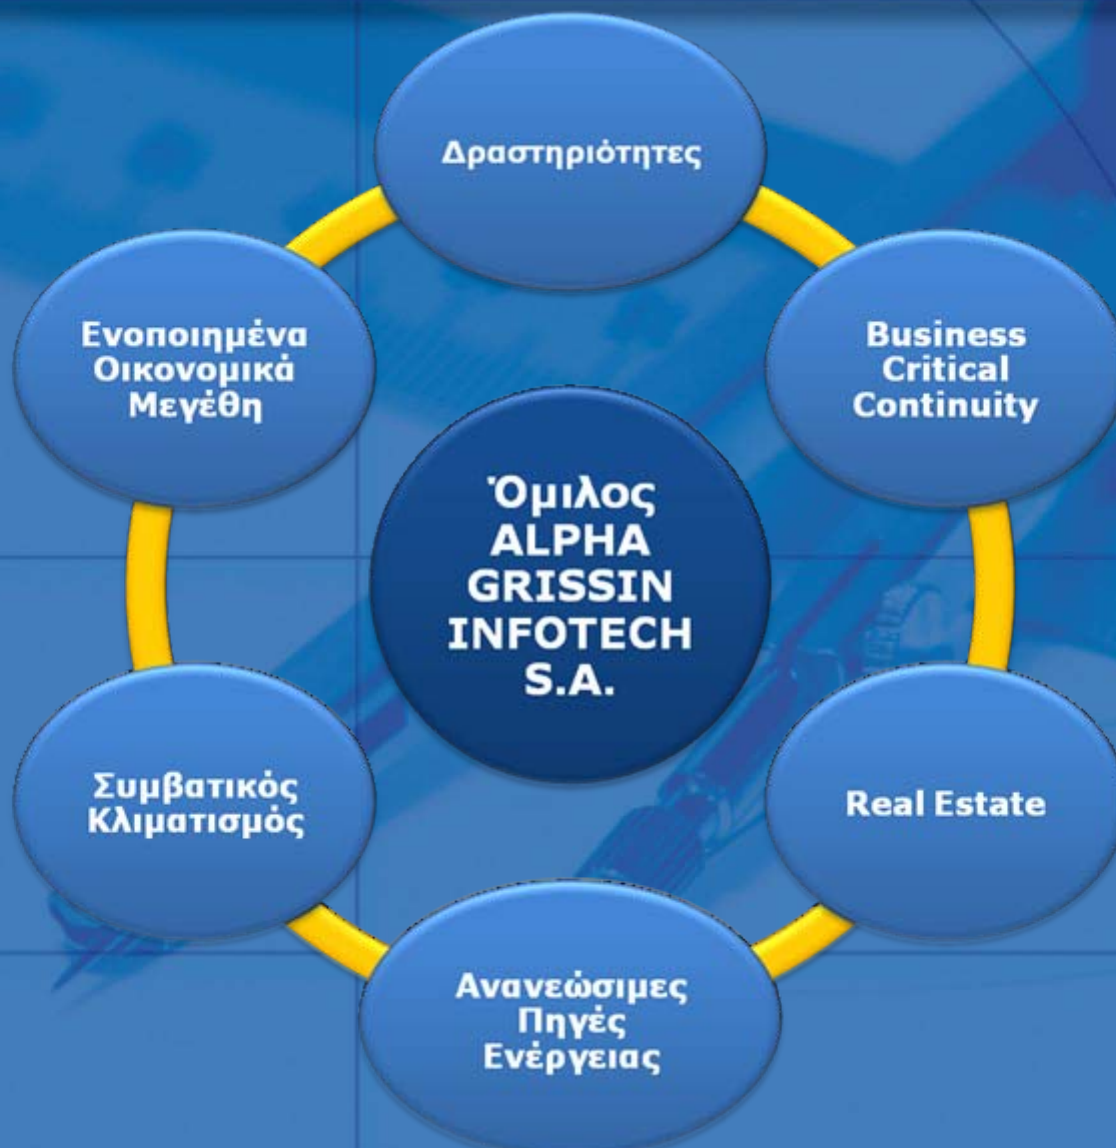 Δραστηριότητες
Business
Critical
Continuity
Real Estate
Ανανεώσιμες
Πηγές
Ενέργειας
Συμβατικός
Κλιματισμός
Ενοποιημένα
Οικονομικά
Μεγέθη
Όμιλος
ALPHA
GRISSIN
INFOTECH
S.A.